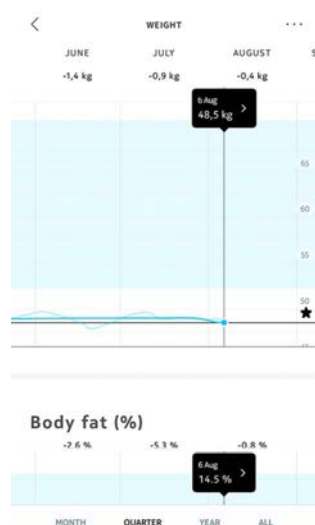 WEIGHT
JUNE JULY AUGUST S
-1,4 kg -0,9 kg -0,4 kg
6 Aug
48,5 kg
65
60
55
50
45
Body fat (%)
-2.6 % -5.3 % -0.8 %
6 Aug
14.5 %
MONTH QUARTER YEAR ALL